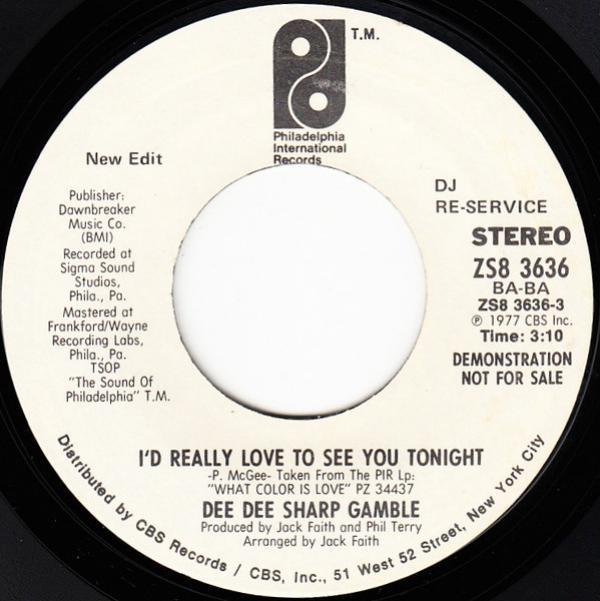 T.M.
Philadelphia
International
Records
New Edit
Publisher:
Dawnbreaker
Music Co.
(BMI)
Recorded at
Sigma Sound
Studios,
Phila., Pa.
Mastered at
Frankford/Wayne
Recording Labs,
Phila., Pa.
TSOP
"The Sound Of
Philadelphia" T.M.
DJ
RE-SERVICE
STEREO
ZS8 3636
BA-BA
ZS8 3636-3
℗ 1977 CBS Inc.
Time: 3:10
DEMONSTRATION
NOT FOR SALE
I'D REALLY LOVE TO SEE YOU TONIGHT
-P. McGee- Taken From The PIR Lp:
"WHAT COLOR IS LOVE" PZ 34437
DEE DEE SHARP GAMBLE
Produced by Jack Faith and Phil Terry
Arranged by Jack Faith
Distributed by CBS Records / CBS, Inc., 51 West 52 Street, New York City